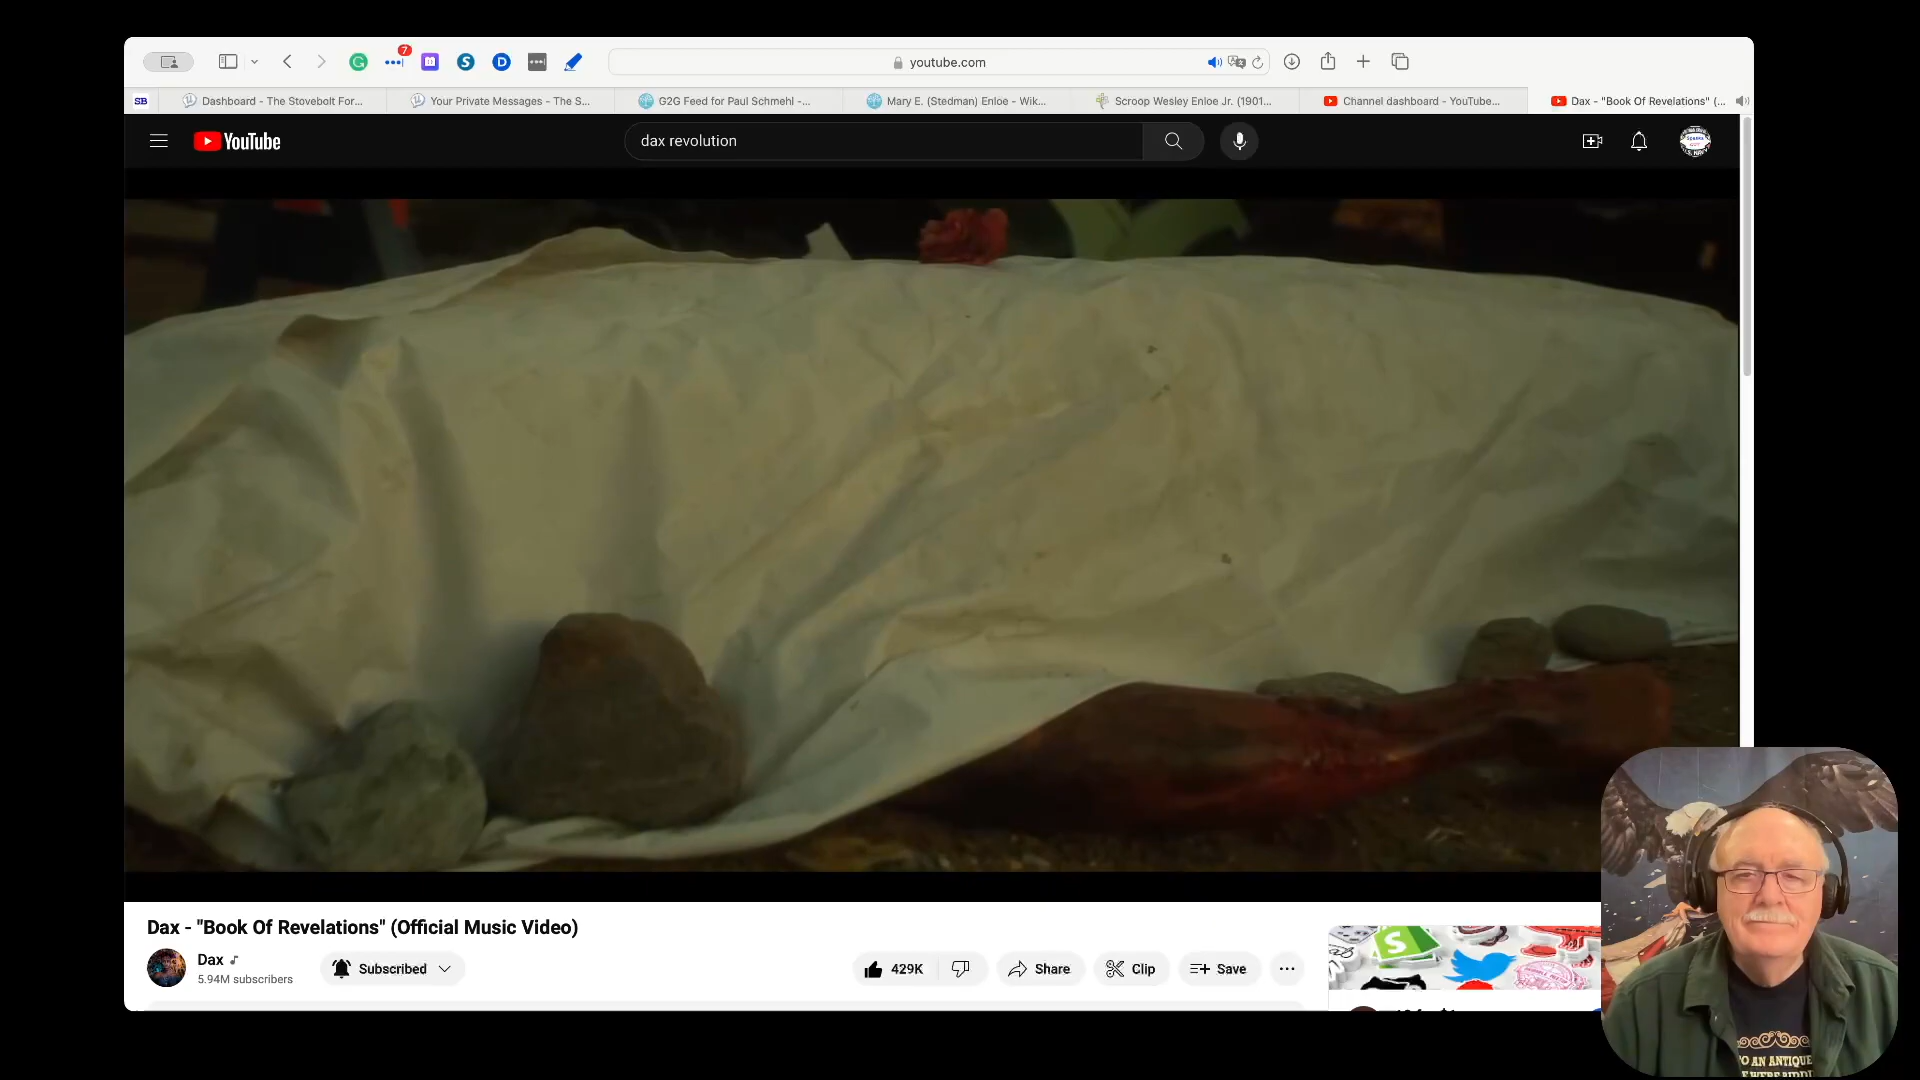 7
youtube.com
SB
Dashboard - The Stovebolt For...
Your Private Messages - The S...
G2G Feed for Paul Schmehl -...
Mary E. (Stedman) Enloe - Wik...
Scroop Wesley Enloe Jr. (1901...
Channel dashboard - YouTube...
Dax - "Book Of Revelations" (...
YouTube
dax revolution
Dax - "Book Of Revelations" (Official Music Video)
Dax
5.94M subscribers
Subscribed
429K
Share
Clip
Save
O AN ANTIQUE